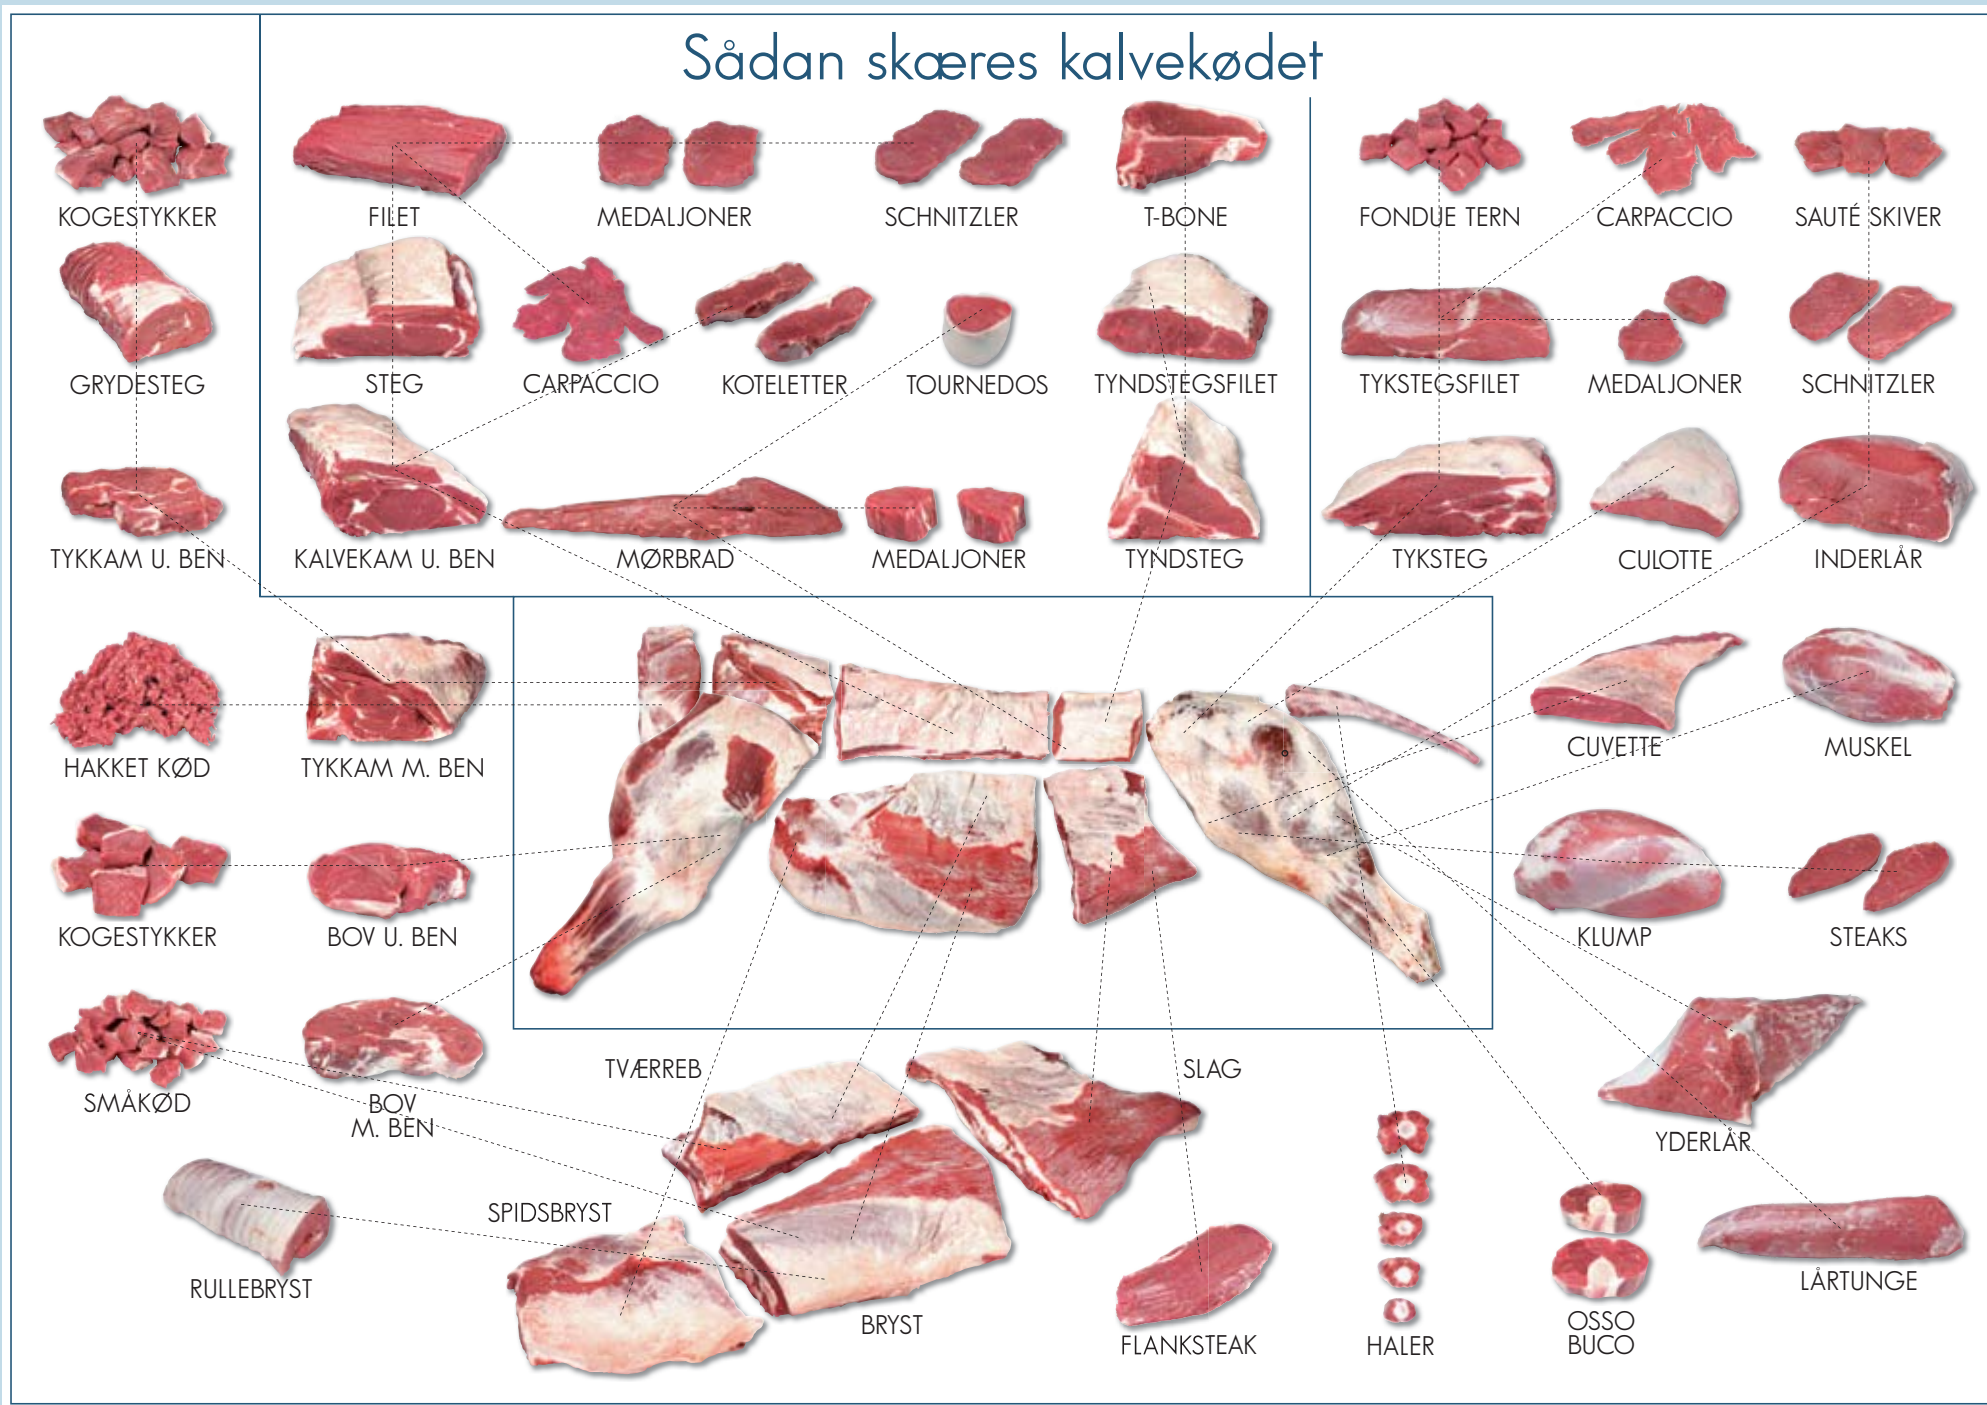 Sådan skæres kalvekødet
KOGESTYKKER
FILET
MEDALJONER
SCHNITZLER
T-BONE
FONDUE TERN
CARPACCIO
SAUTÉ SKIVER
GRYDESTEG
STEG
CARPACCIO
KOTELETTER
TOURNEDOS
TYNDSTEGSFILET
TYKSTEGSFILET
MEDALJONER
SCHNITZLER
TYKKAM U. BEN
KALVEKAM U. BEN
MØRBRAD
MEDALJONER
TYNDSTEG
TYKSTEG
CULOTTE
INDERLÅR
HAKKET KØD
TYKKAM M. BEN
CUVETTE
MUSKEL
KOGESTYKKER
BOV U. BEN
KLUMP
STEAKS
SMÅKØD
BOV
M. BEN
TVÆRREB
SLAG
YDERLÅR
RULLEBRYST
SPIDSBRYST
BRYST
FLANKSTEAK
HALER
OSSO
BUCO
LÅRTUNGE